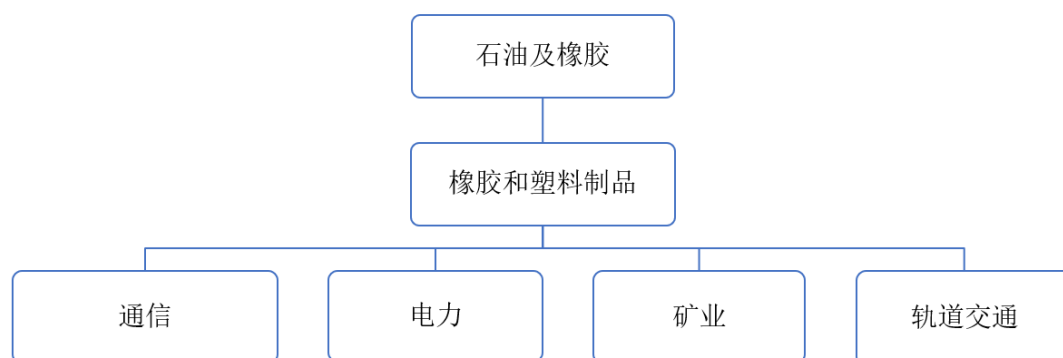 石油及橡胶
橡胶和塑料制品
通信
电力
矿业
轨道交通